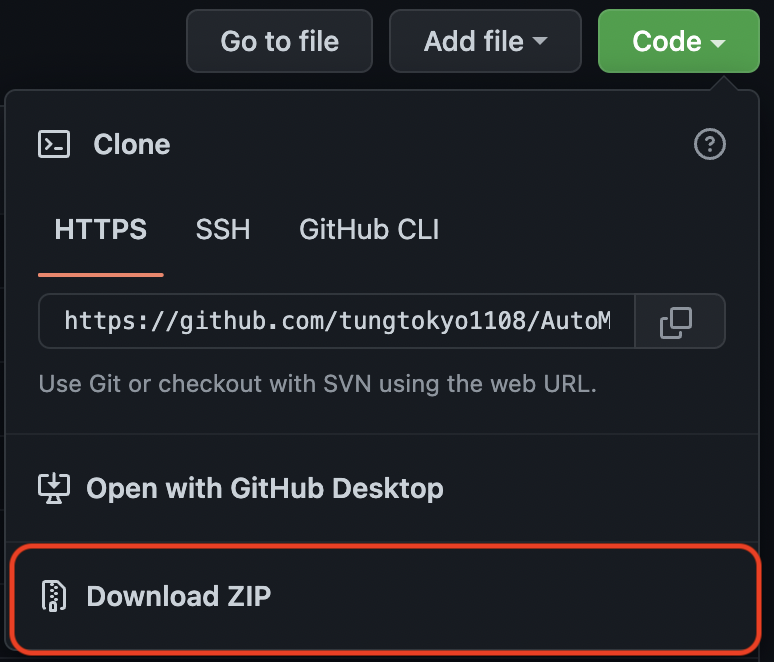 Go to file Add file Code
Clone
HTTPS SSH GitHub CLI
https://github.com/tungtokyo1108/AutoM
Use Git or checkout with SVN using the web URL.
Open with GitHub Desktop
Download ZIP